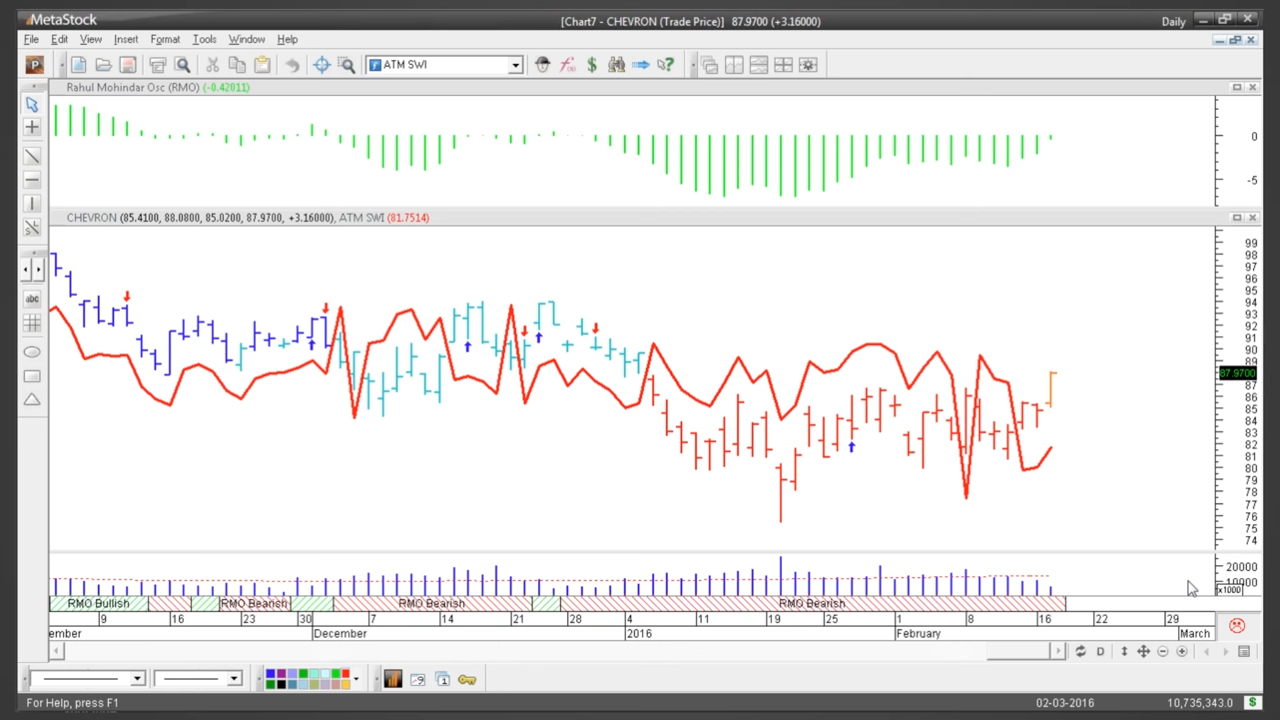 MetaStock
[Chart7 - CHEVRON (Trade Price)] 87.9700 (+3.16000)
Daily
File Edit View Insert Format Tools Window Help
P ATM SWI $
Rahul Mohindar Osc (RMO) (-0.42011)
0
-5
CHEVRON (85.4100, 88.0800, 85.0200, 87.9700, +3.16000), ATM SWI (81.7514)
99
98
97
96
95
94
93
92
91
90
89
87.9700
86
85
84
83
82
81
80
79
78
77
76
75
74
abc
20000
10000
x1000
RMO Bullish RMO Bearish RMO Bearish RMO Bearish
9 16 23 30 7 14 21 28 4 11 19 25 1 8 16 22 29
ember December 2016 February March
D
For Help, press F1
02-03-2016 10,735,343.0 $